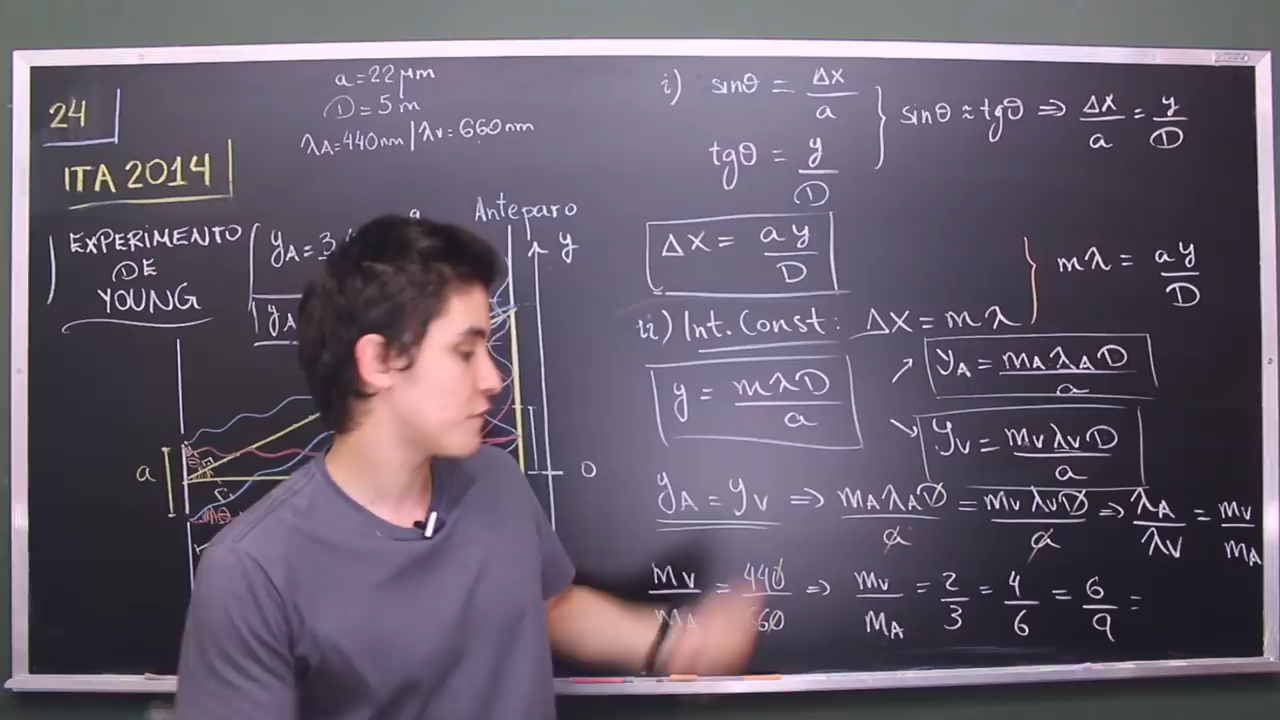 24
ITA 2014
EXPERIMENTO
DE
YOUNG
a = 22 μm
D = 5 m
λA = 440 nm | λV = 660 nm
yA = 3
yA
Anteparo
y
0
a
i) sinθ = Δx/a
tgθ = y/D
} sinθ ≈ tgθ ⇒ Δx/a = y/D
Δx = ay/D
ii) Int. Const: Δx = mλ
} mλ = ay/D
y = mλD/a
yA = mAλAD/a
yV = mVλVD/a
yA = yV ⇒ mAλAD/a = mVλVD/a ⇒ λA/λV = mV/mA
mV/mA = 440/660 ⇒ mV/mA = 2/3 = 4/6 = 6/9 =